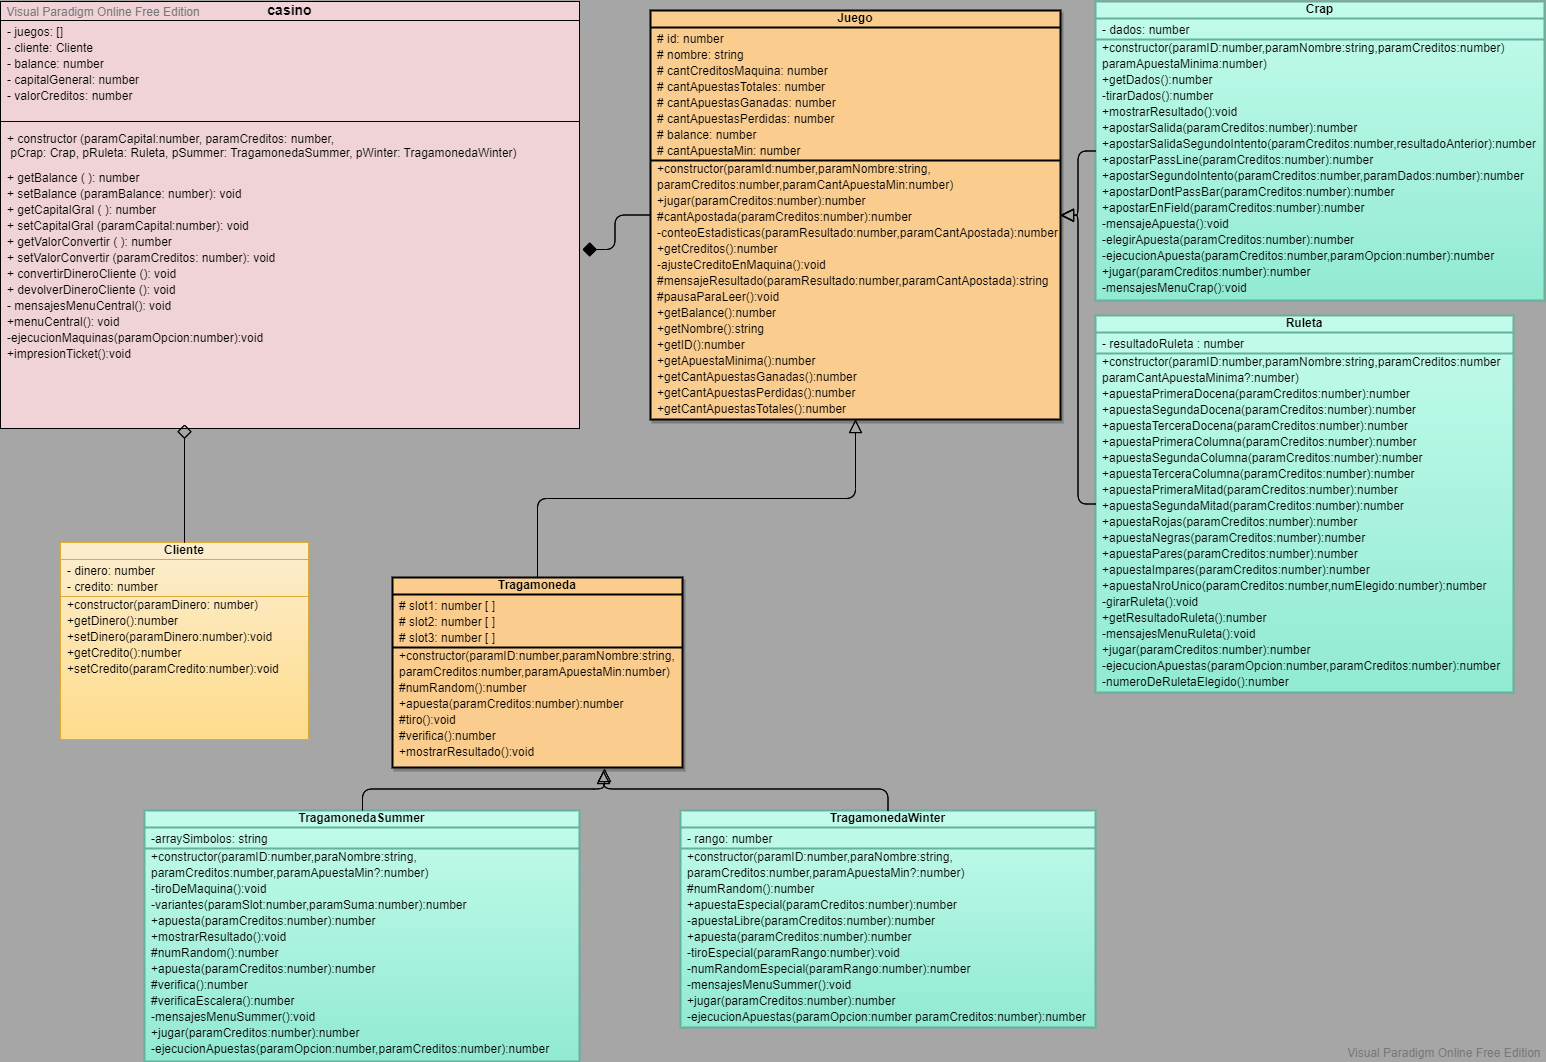 Visual Paradigm Online Free Edition
casino
- juegos: []
- cliente: Cliente
- balance: number
- capitalGeneral: number
- valorCreditos: number
+ constructor (paramCapital:number, paramCreditos: number,
pCrap: Crap, pRuleta: Ruleta, pSummer: TragamonedaSummer, pWinter: TragamonedaWinter)
+ getBalance ( ): number
+ setBalance (paramBalance: number): void
+ getCapitalGral ( ): number
+ setCapitalGral (paramCapital:number): void
+ getValorConvertir ( ): number
+ setValorConvertir (paramCreditos: number): void
+ convertirDineroCliente (): void
+ devolverDineroCliente (): void
- mensajesMenuCentral(): void
+menuCentral(): void
-ejecucionMaquinas(paramOpcion:number):void
+impresionTicket():void
Juego
# id: number
# nombre: string
# cantCreditosMaquina: number
# cantApuestasTotales: number
# cantApuestasGanadas: number
# cantApuestasPerdidas: number
# balance: number
# cantApuestaMin: number
+constructor(paramId:number,paramNombre:string,
paramCreditos:number,paramCantApuestaMin:number)
+jugar(paramCreditos:number):number
#cantApostada(paramCreditos:number):number
-conteoEstadisticas(paramResultado:number,paramCantApostada):number
+getCreditos():number
-ajusteCreditoEnMaquina():void
#mensajeResultado(paramResultado:number,paramCantApostada):string
#pausaParaLeer():void
+getBalance():number
+getNombre():string
+getID():number
+getApuestaMinima():number
+getCantApuestasGanadas():number
+getCantApuestasPerdidas():number
+getCantApuestasTotales():number
Crap
- dados: number
+constructor(paramID:number,paramNombre:string,paramCreditos:number)
paramApuestaMinima:number)
+getDados():number
-tirarDados():number
+mostrarResultado():void
+apostarSalida(paramCreditos:number):number
+apostarSalidaSegundoIntento(paramCreditos:number,resultadoAnterior):number
+apostarPassLine(paramCreditos:number):number
+apostarSegundoIntento(paramCreditos:number,paramDados:number):number
+apostarDontPassBar(paramCreditos:number):number
+apostarEnField(paramCreditos:number):number
-mensajeApuesta():void
-elegirApuesta(paramCreditos:number):number
-ejecucionApuesta(paramCreditos:number,paramOpcion:number):number
+jugar(paramCreditos:number):number
-mensajesMenuCrap():void
Ruleta
- resultadoRuleta : number
+constructor(paramID:number,paramNombre:string,paramCreditos:number
paramCantApuestaMinima?:number)
+apuestaPrimeraDocena(paramCreditos:number):number
+apuestaSegundaDocena(paramCreditos:number):number
+apuestaTerceraDocena(paramCreditos:number):number
+apuestaPrimeraColumna(paramCreditos:number):number
+apuestaSegundaColumna(paramCreditos:number):number
+apuestaTerceraColumna(paramCreditos:number):number
+apuestaPrimeraMitad(paramCreditos:number):number
+apuestaSegundaMitad(paramCreditos:number):number
+apuestaRojas(paramCreditos:number):number
+apuestaNegras(paramCreditos:number):number
+apuestaPares(paramCreditos:number):number
+apuestaImpares(paramCreditos:number):number
+apuestaNroUnico(paramCreditos:number,numElegido:number):number
-girarRuleta():void
+getResultadoRuleta():number
-mensajesMenuRuleta():void
+jugar(paramCreditos:number):number
-ejecucionApuestas(paramOpcion:number,paramCreditos:number):number
-numeroDeRuletaElegido():number
Cliente
- dinero: number
- credito: number
+constructor(paramDinero: number)
+getDinero():number
+setDinero(paramDinero:number):void
+getCredito():number
+setCredito(paramCredito:number):void
Tragamoneda
# slot1: number [ ]
# slot2: number [ ]
# slot3: number [ ]
+constructor(paramID:number,paramNombre:string,
paramCreditos:number,paramApuestaMin:number)
#numRandom():number
+apuesta(paramCreditos:number):number
#tiro():void
#verifica():number
+mostrarResultado():void
TragamonedaSummer
-arraySimbolos: string
+constructor(paramID:number,paraNombre:string,
paramCreditos:number,paramApuestaMin?:number)
-tiroDeMaquina():void
-variantes(paramSlot:number,paramSuma:number):number
+apuesta(paramCreditos:number):number
+mostrarResultado():void
#numRandom():number
+apuesta(paramCreditos:number):number
#verifica():number
#verificaEscalera():number
-mensajesMenuSummer():void
+jugar(paramCreditos:number):number
-ejecucionApuestas(paramOpcion:number,paramCreditos:number):number
TragamonedaWinter
- rango: number
+constructor(paramID:number,paraNombre:string,
paramCreditos:number,paramApuestaMin?:number)
#numRandom():number
+apuestaEspecial(paramCreditos:number):number
-apuestaLibre(paramCreditos:number):number
+apuesta(paramCreditos:number):number
-tiroEspecial(paramRango:number):void
-numRandomEspecial(paramRango:number):number
-mensajesMenuSummer():void
+jugar(paramCreditos:number):number
-ejecucionApuestas(paramOpcion:number paramCreditos:number):number
Visual Paradigm Online Free Edition